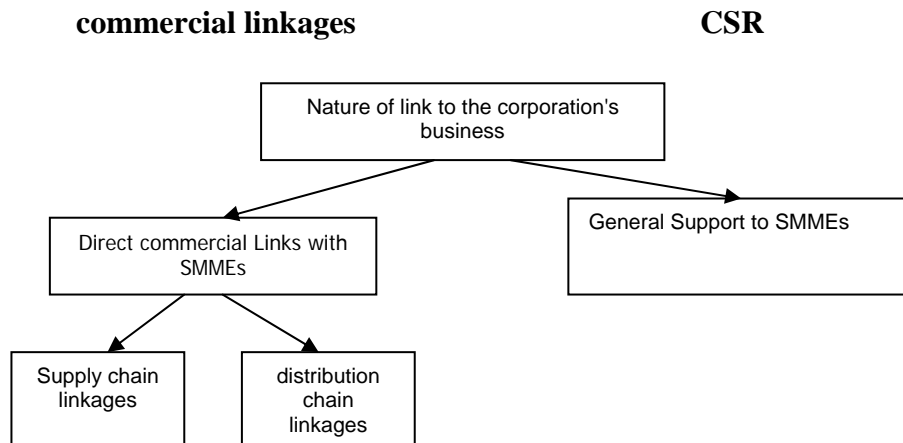 commercial linkages CSR
Nature of link to the corporation's
business
Direct commercial Links with
SMMEs
General Support to SMMEs
Supply chain
linkages
distribution
chain
linkages